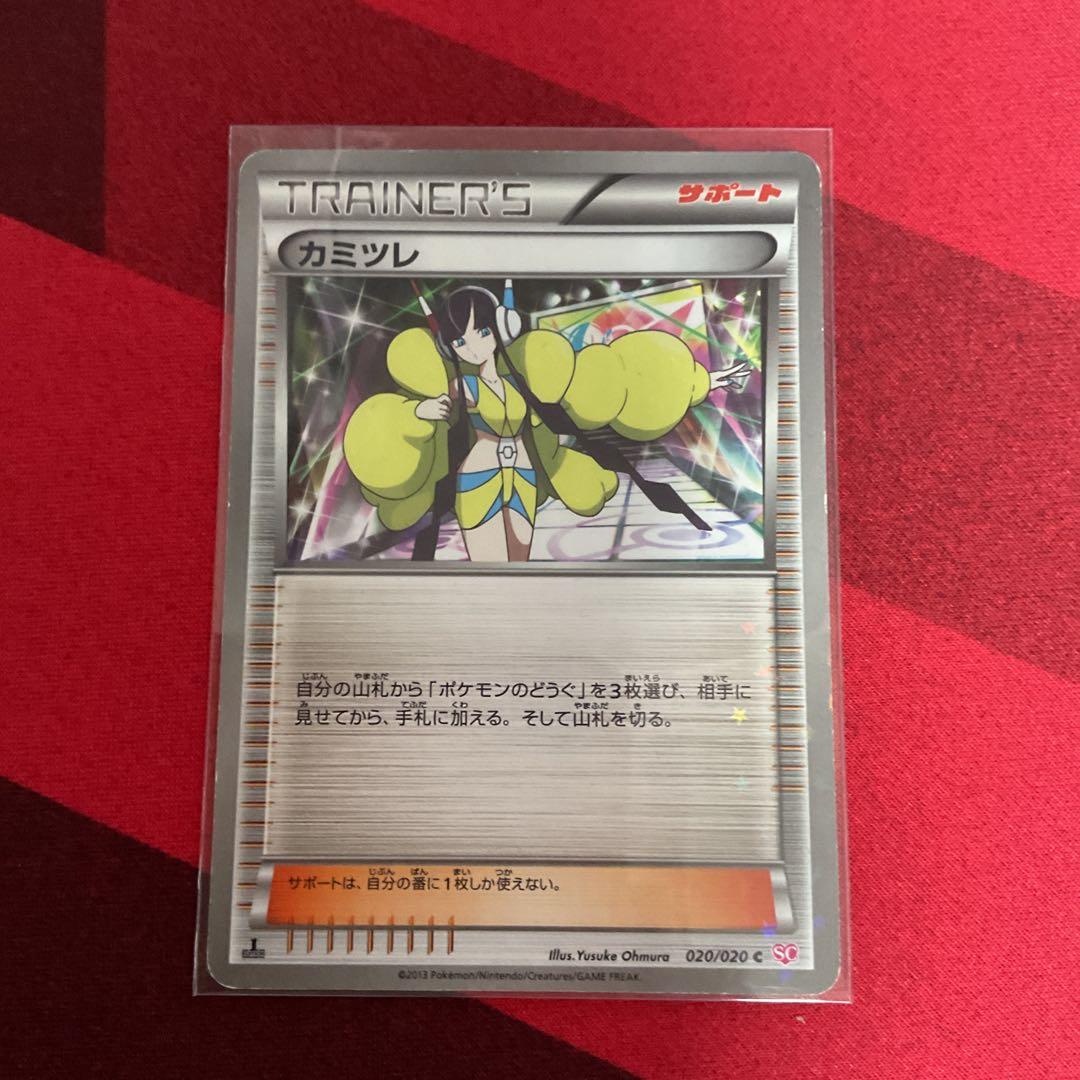 TRAINER'S サポート
カミツレ
自分の山札から「ポケモンのどうぐ」を3枚選び、相手に
見せてから、手札に加える。そして山札を切る。
サポートは、自分の番に1枚しか使えない。
1 EDITION Illus. Yusuke Ohmura 020/020 C SC
©2013 Pokémon/Nintendo/Creatures/GAME FREAK.